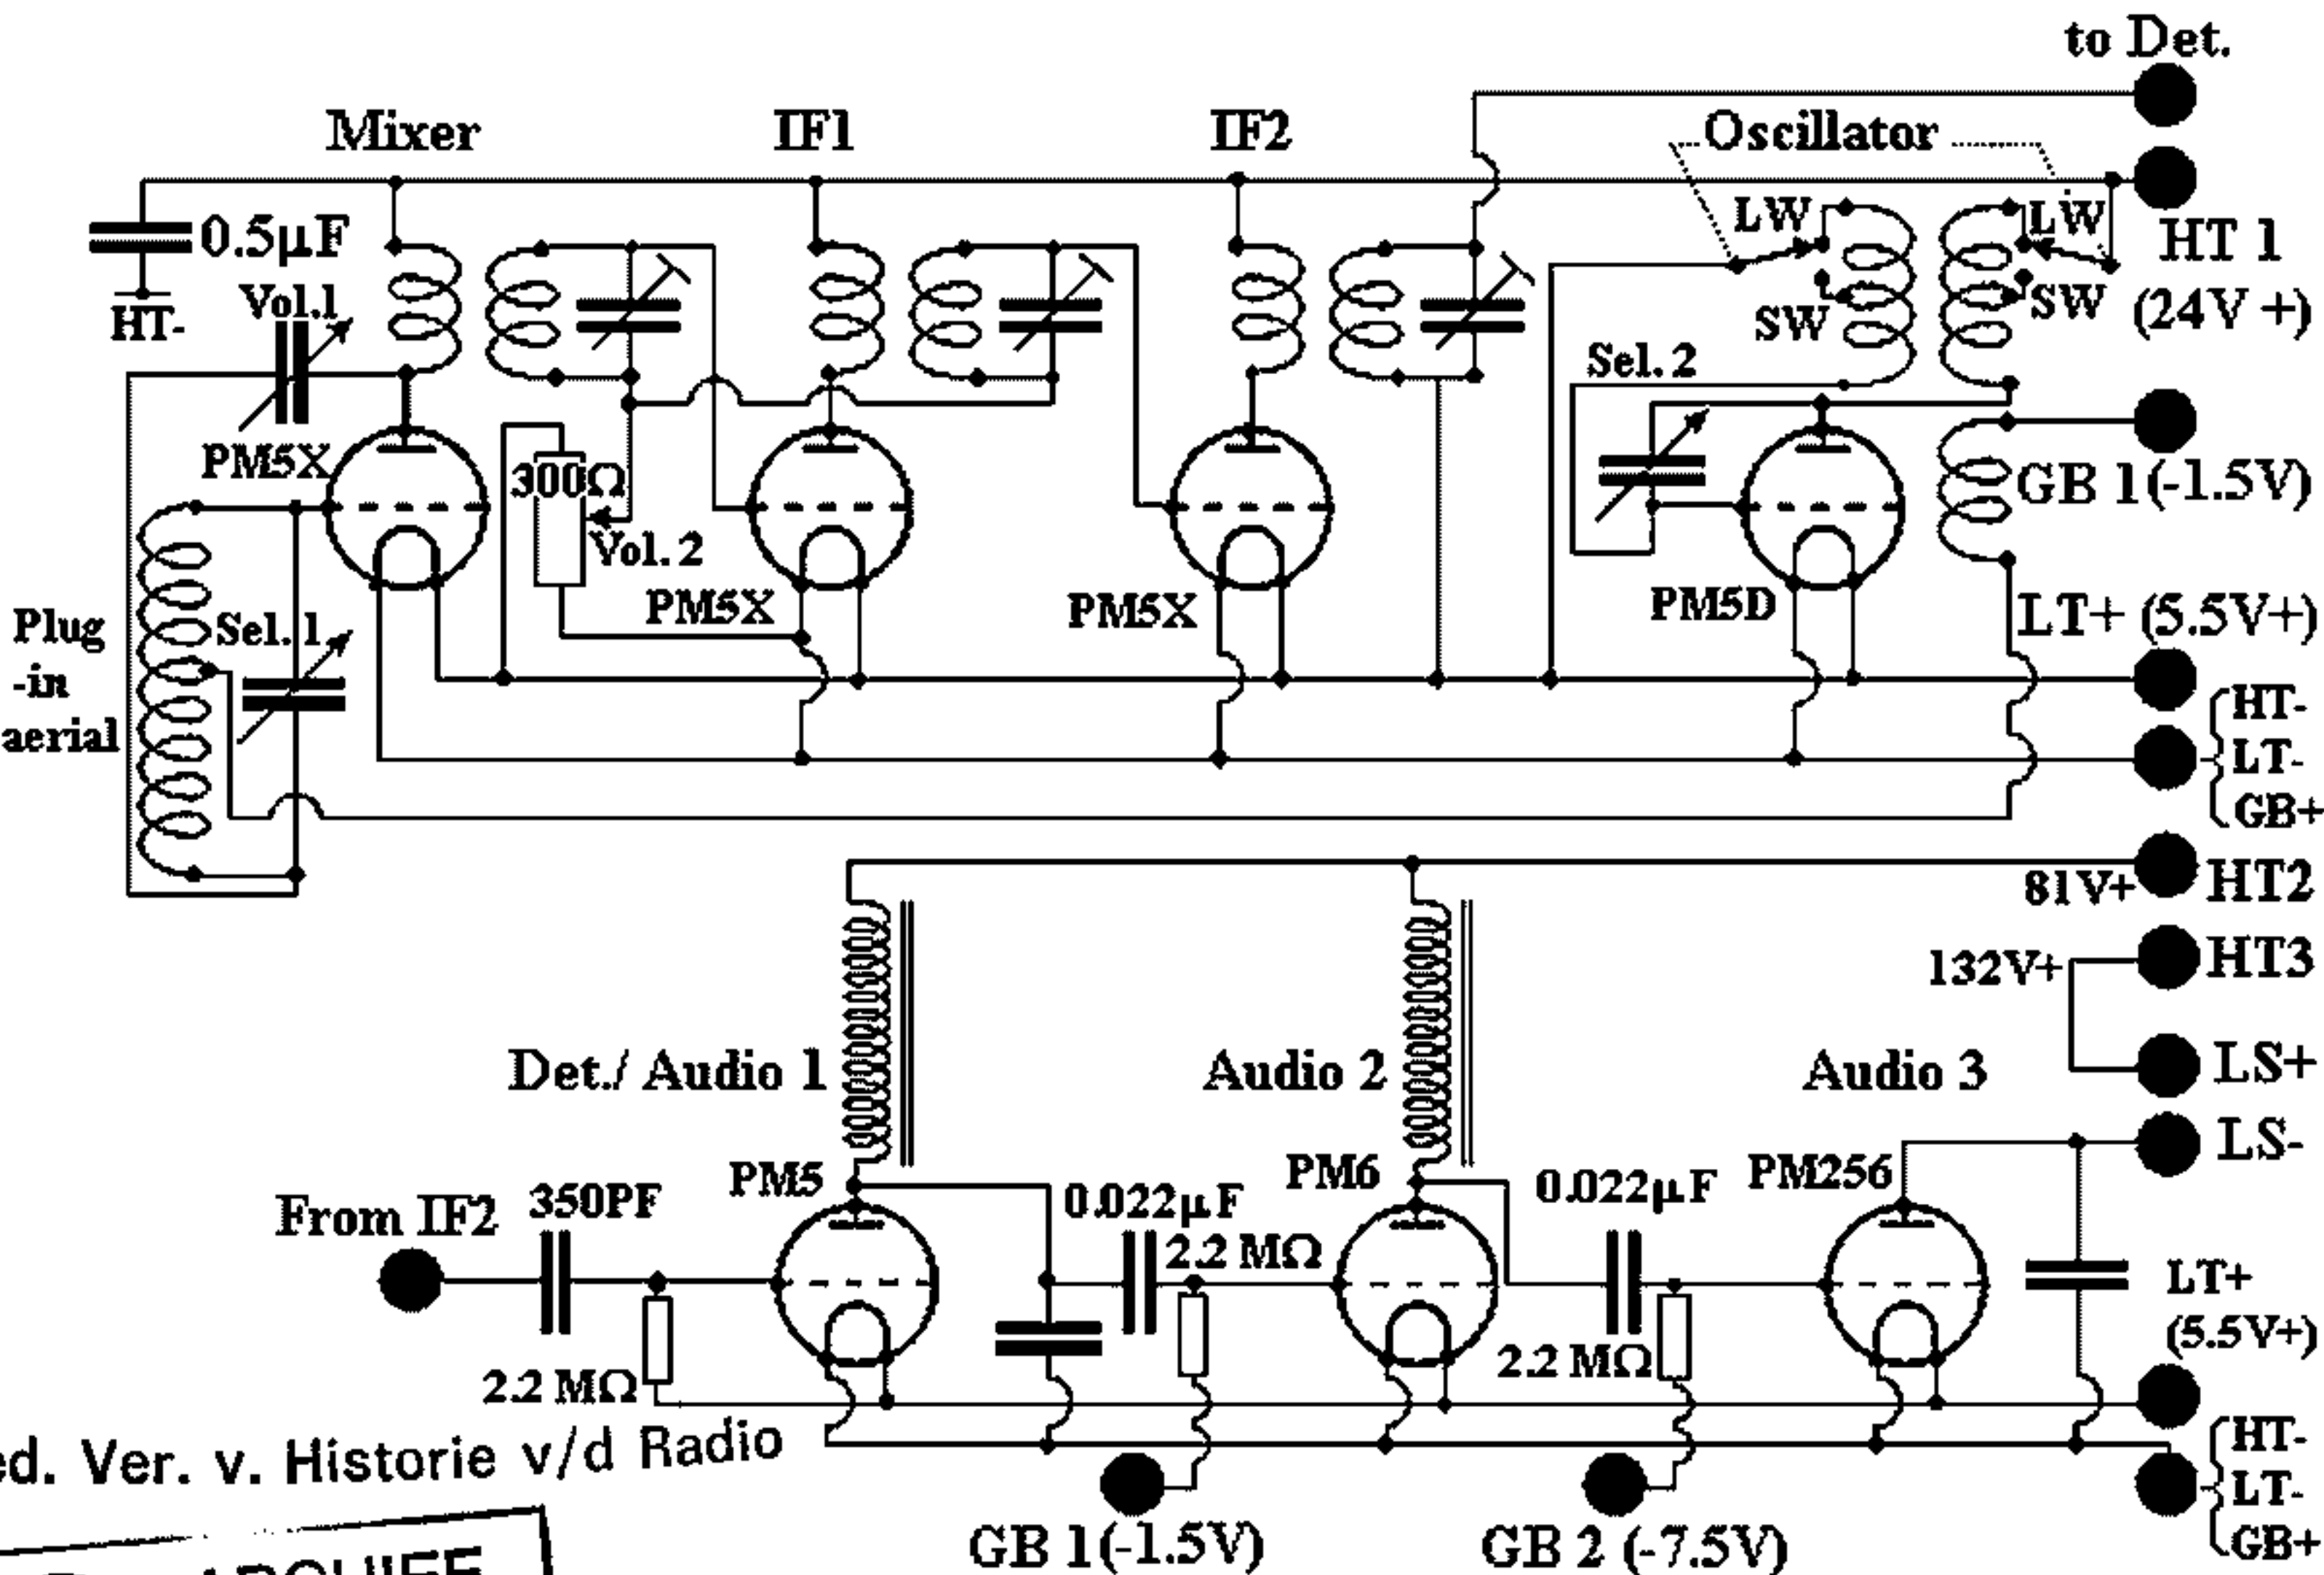 to Det.
Mixer
IF1
IF2
Oscillator
LW
LW
0.5µF
HT 1
Vol.1
HT-
SW
SW
(24V +)
Sel. 2
PM5X
300Ω
GB 1(-1.5V)
Vol. 2
PM5X
PM5X
PM5D
LT+ (5.5V+)
Plug
-in
aerial
Sel. 1
HT-
LT-
GB+
81V+
HT2
132V+
HT3
Det./ Audio 1
Audio 2
Audio 3
LS+
LS-
PM5
PM6
PM256
From IF2
350PF
0.022µF
0.022µF
2.2 MΩ
LT+
(5.5V+)
2.2 MΩ
2.2 MΩ
ed. Ver. v. Historie v/d Radio
HT-
LT-
GB+
GB 1(-1.5V)
GB 2 (-7.5V)